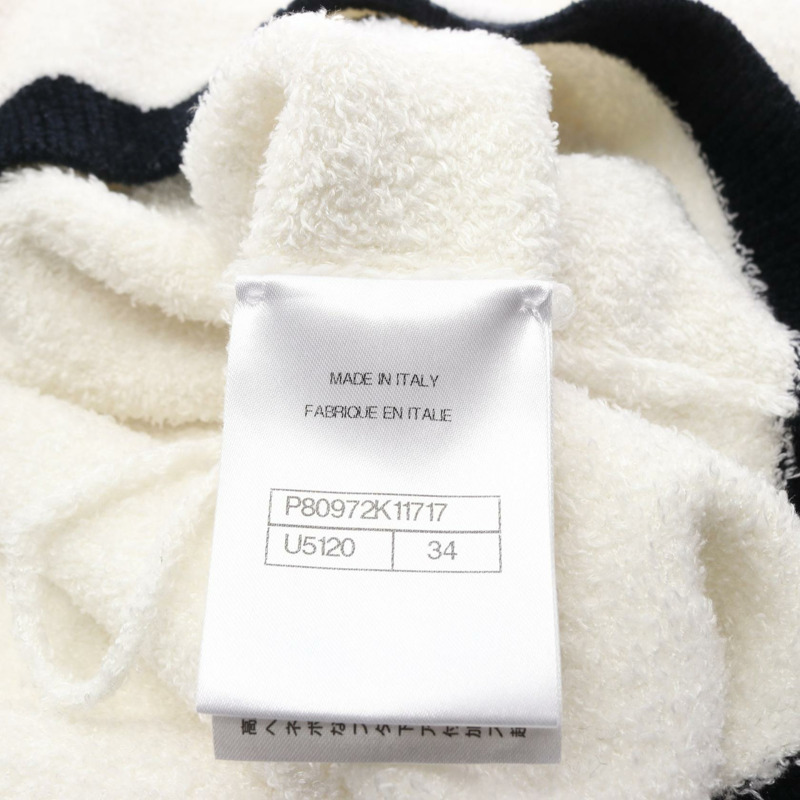 MADE IN ITALY
FABRIQUE EN ITALIE
P80972K11717
U5120 34